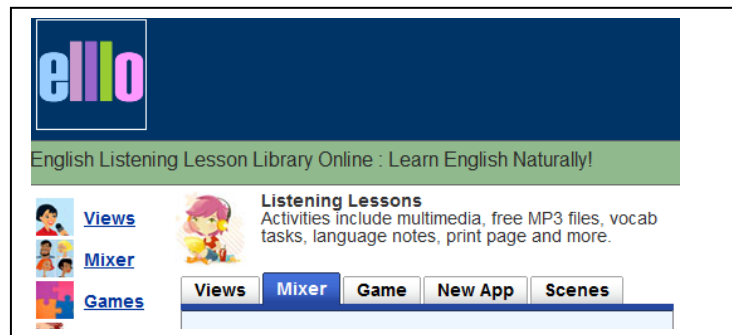 elllo
English Listening Lesson Library Online : Learn English Naturally!
Views
Mixer
Games
Listening Lessons
Activities include multimedia, free MP3 files, vocab
tasks, language notes, print page and more.
Views Mixer Game New App Scenes